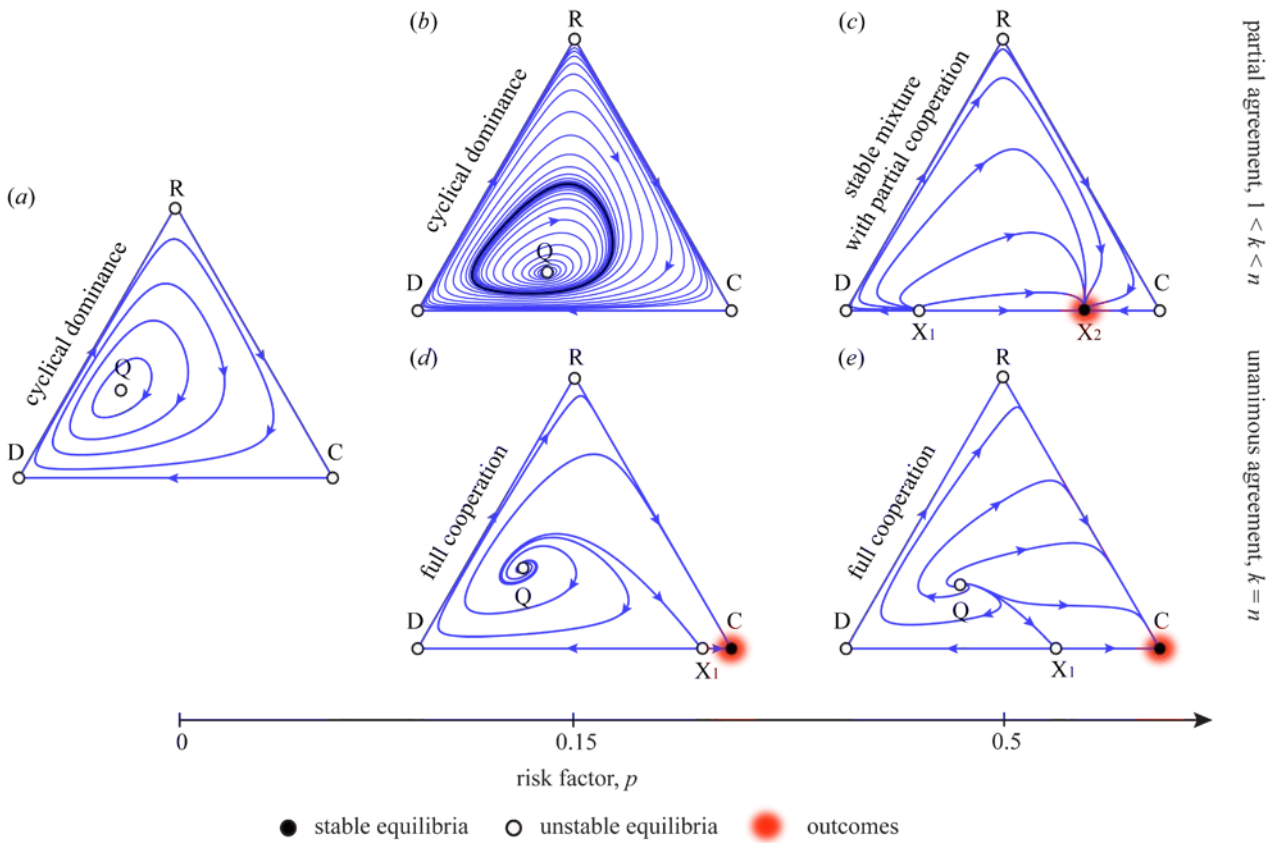 (a)
R
cyclical dominance
Q
D
C
(b)
R
cyclical dominance
Q
D
C
(c)
R
stable mixture
with partial cooperation
D
C
X1
X2
partial agreement, 1 < k < n
(d)
R
full cooperation
Q
D
C
X1
(e)
R
full cooperation
Q
D
C
X1
unanimous agreement, k = n
0
0.15
0.5
risk factor, p
stable equilibria
unstable equilibria
outcomes